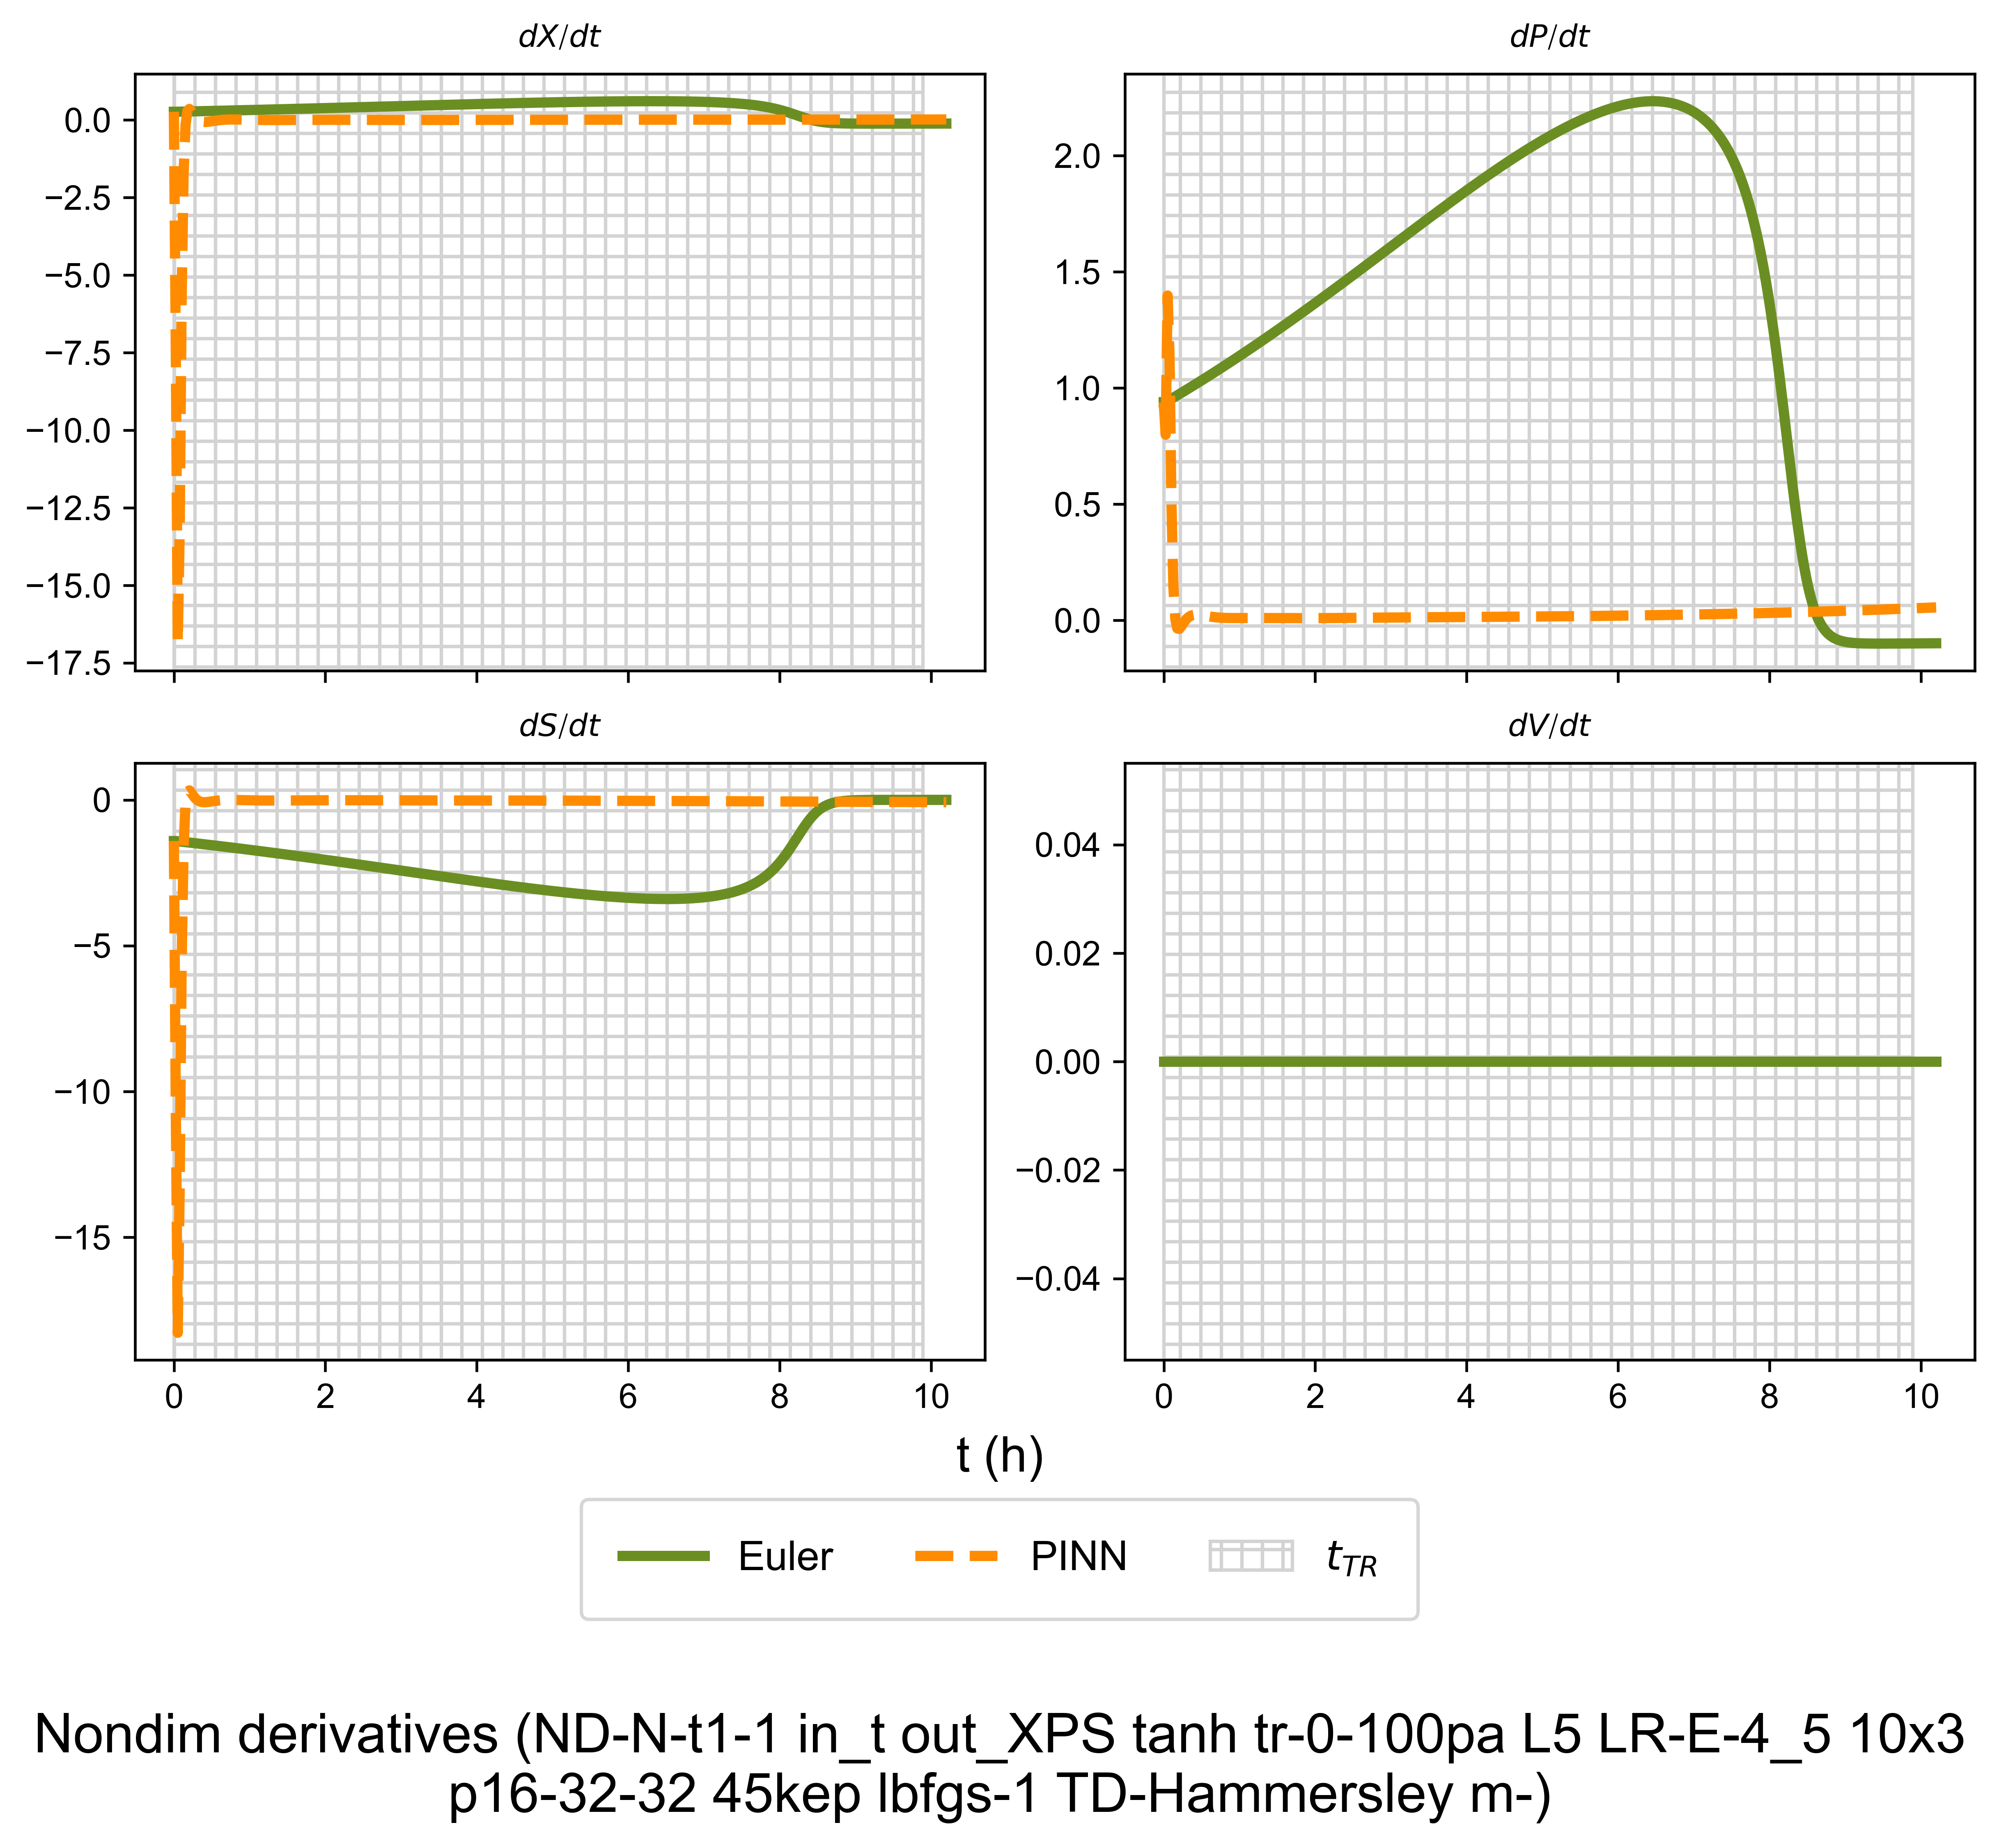 dX/dt
dP/dt
0.0
−2.5
−5.0
−7.5
−10.0
−12.5
−15.0
−17.5
2.0
1.5
1.0
0.5
0.0
dS/dt
dV/dt
0
−5
−10
−15
0.04
0.02
0.00
−0.02
−0.04
0 2 4 6 8 10
0 2 4 6 8 10
t (h)
Euler PINN t_TR
Nondim derivatives (ND-N-t1-1 in_t out_XPS tanh tr-0-100pa L5 LR-E-4_5 10x3
p16-32-32 45kep lbfgs-1 TD-Hammersley m-)